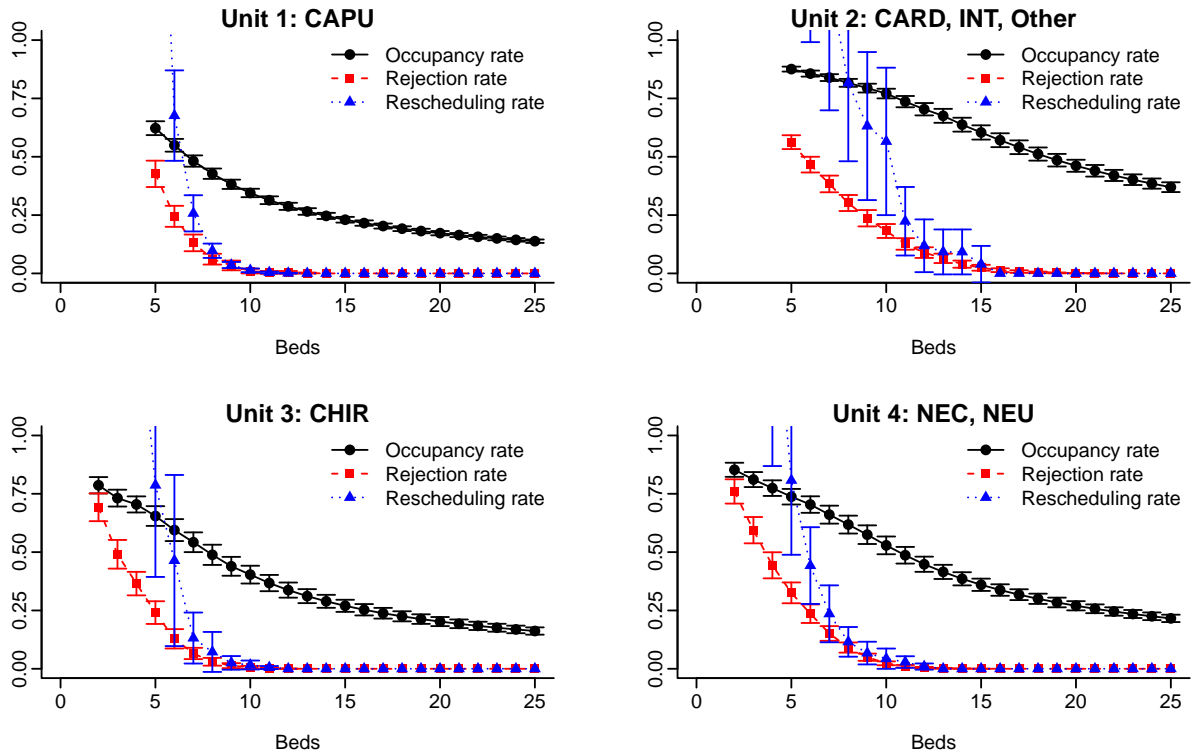 Unit 1: CAPU
Occupancy rate
Rejection rate
Rescheduling rate
0.00 0.25 0.50 0.75 1.00
0 5 10 15 20 25
Beds
Unit 2: CARD, INT, Other
Occupancy rate
Rejection rate
Rescheduling rate
0.00 0.25 0.50 0.75 1.00
0 5 10 15 20 25
Beds
Unit 3: CHIR
Occupancy rate
Rejection rate
Rescheduling rate
0.00 0.25 0.50 0.75 1.00
0 5 10 15 20 25
Beds
Unit 4: NEC, NEU
Occupancy rate
Rejection rate
Rescheduling rate
0.00 0.25 0.50 0.75 1.00
0 5 10 15 20 25
Beds